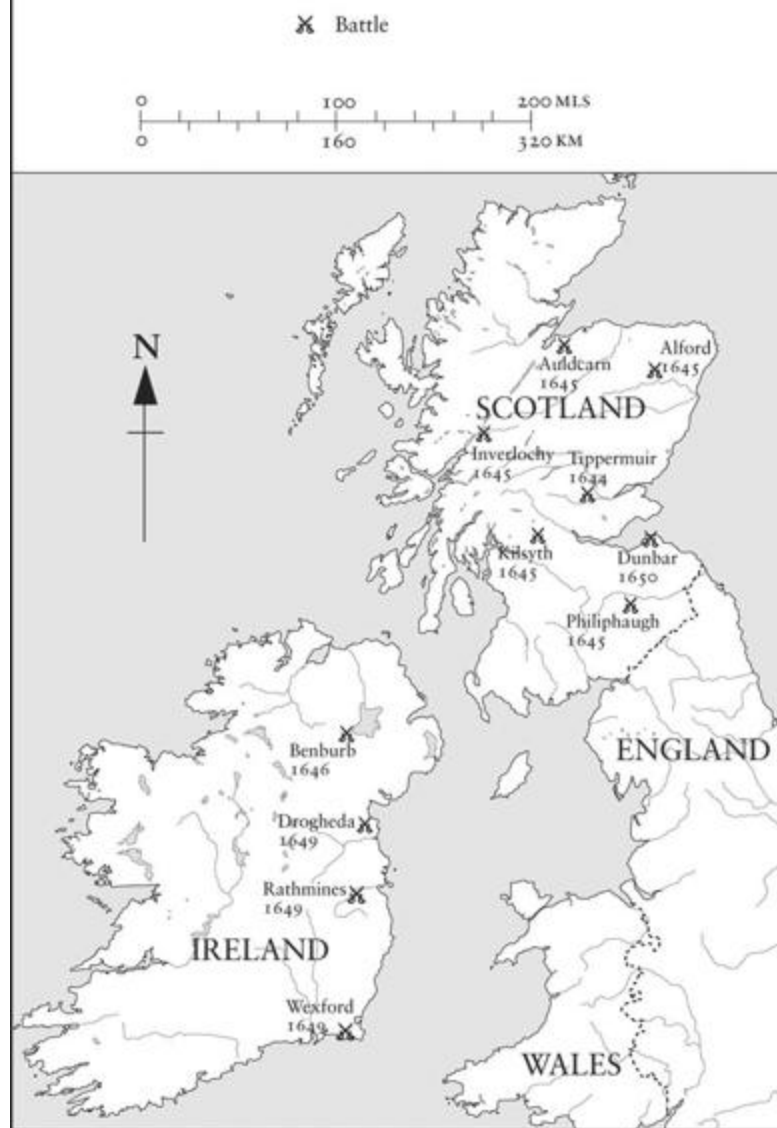 Battle
0 100 200 MLS
0 160 320 KM
N
Auldearn
1645
Alford
1645
SCOTLAND
Inverlochy
1645
Tippermuir
1644
Kilsyth
1645
Dunbar
1650
Philiphaugh
1645
Benburb
1646
ENGLAND
Drogheda
1649
Rathmines
1649
IRELAND
Wexford
1649
WALES